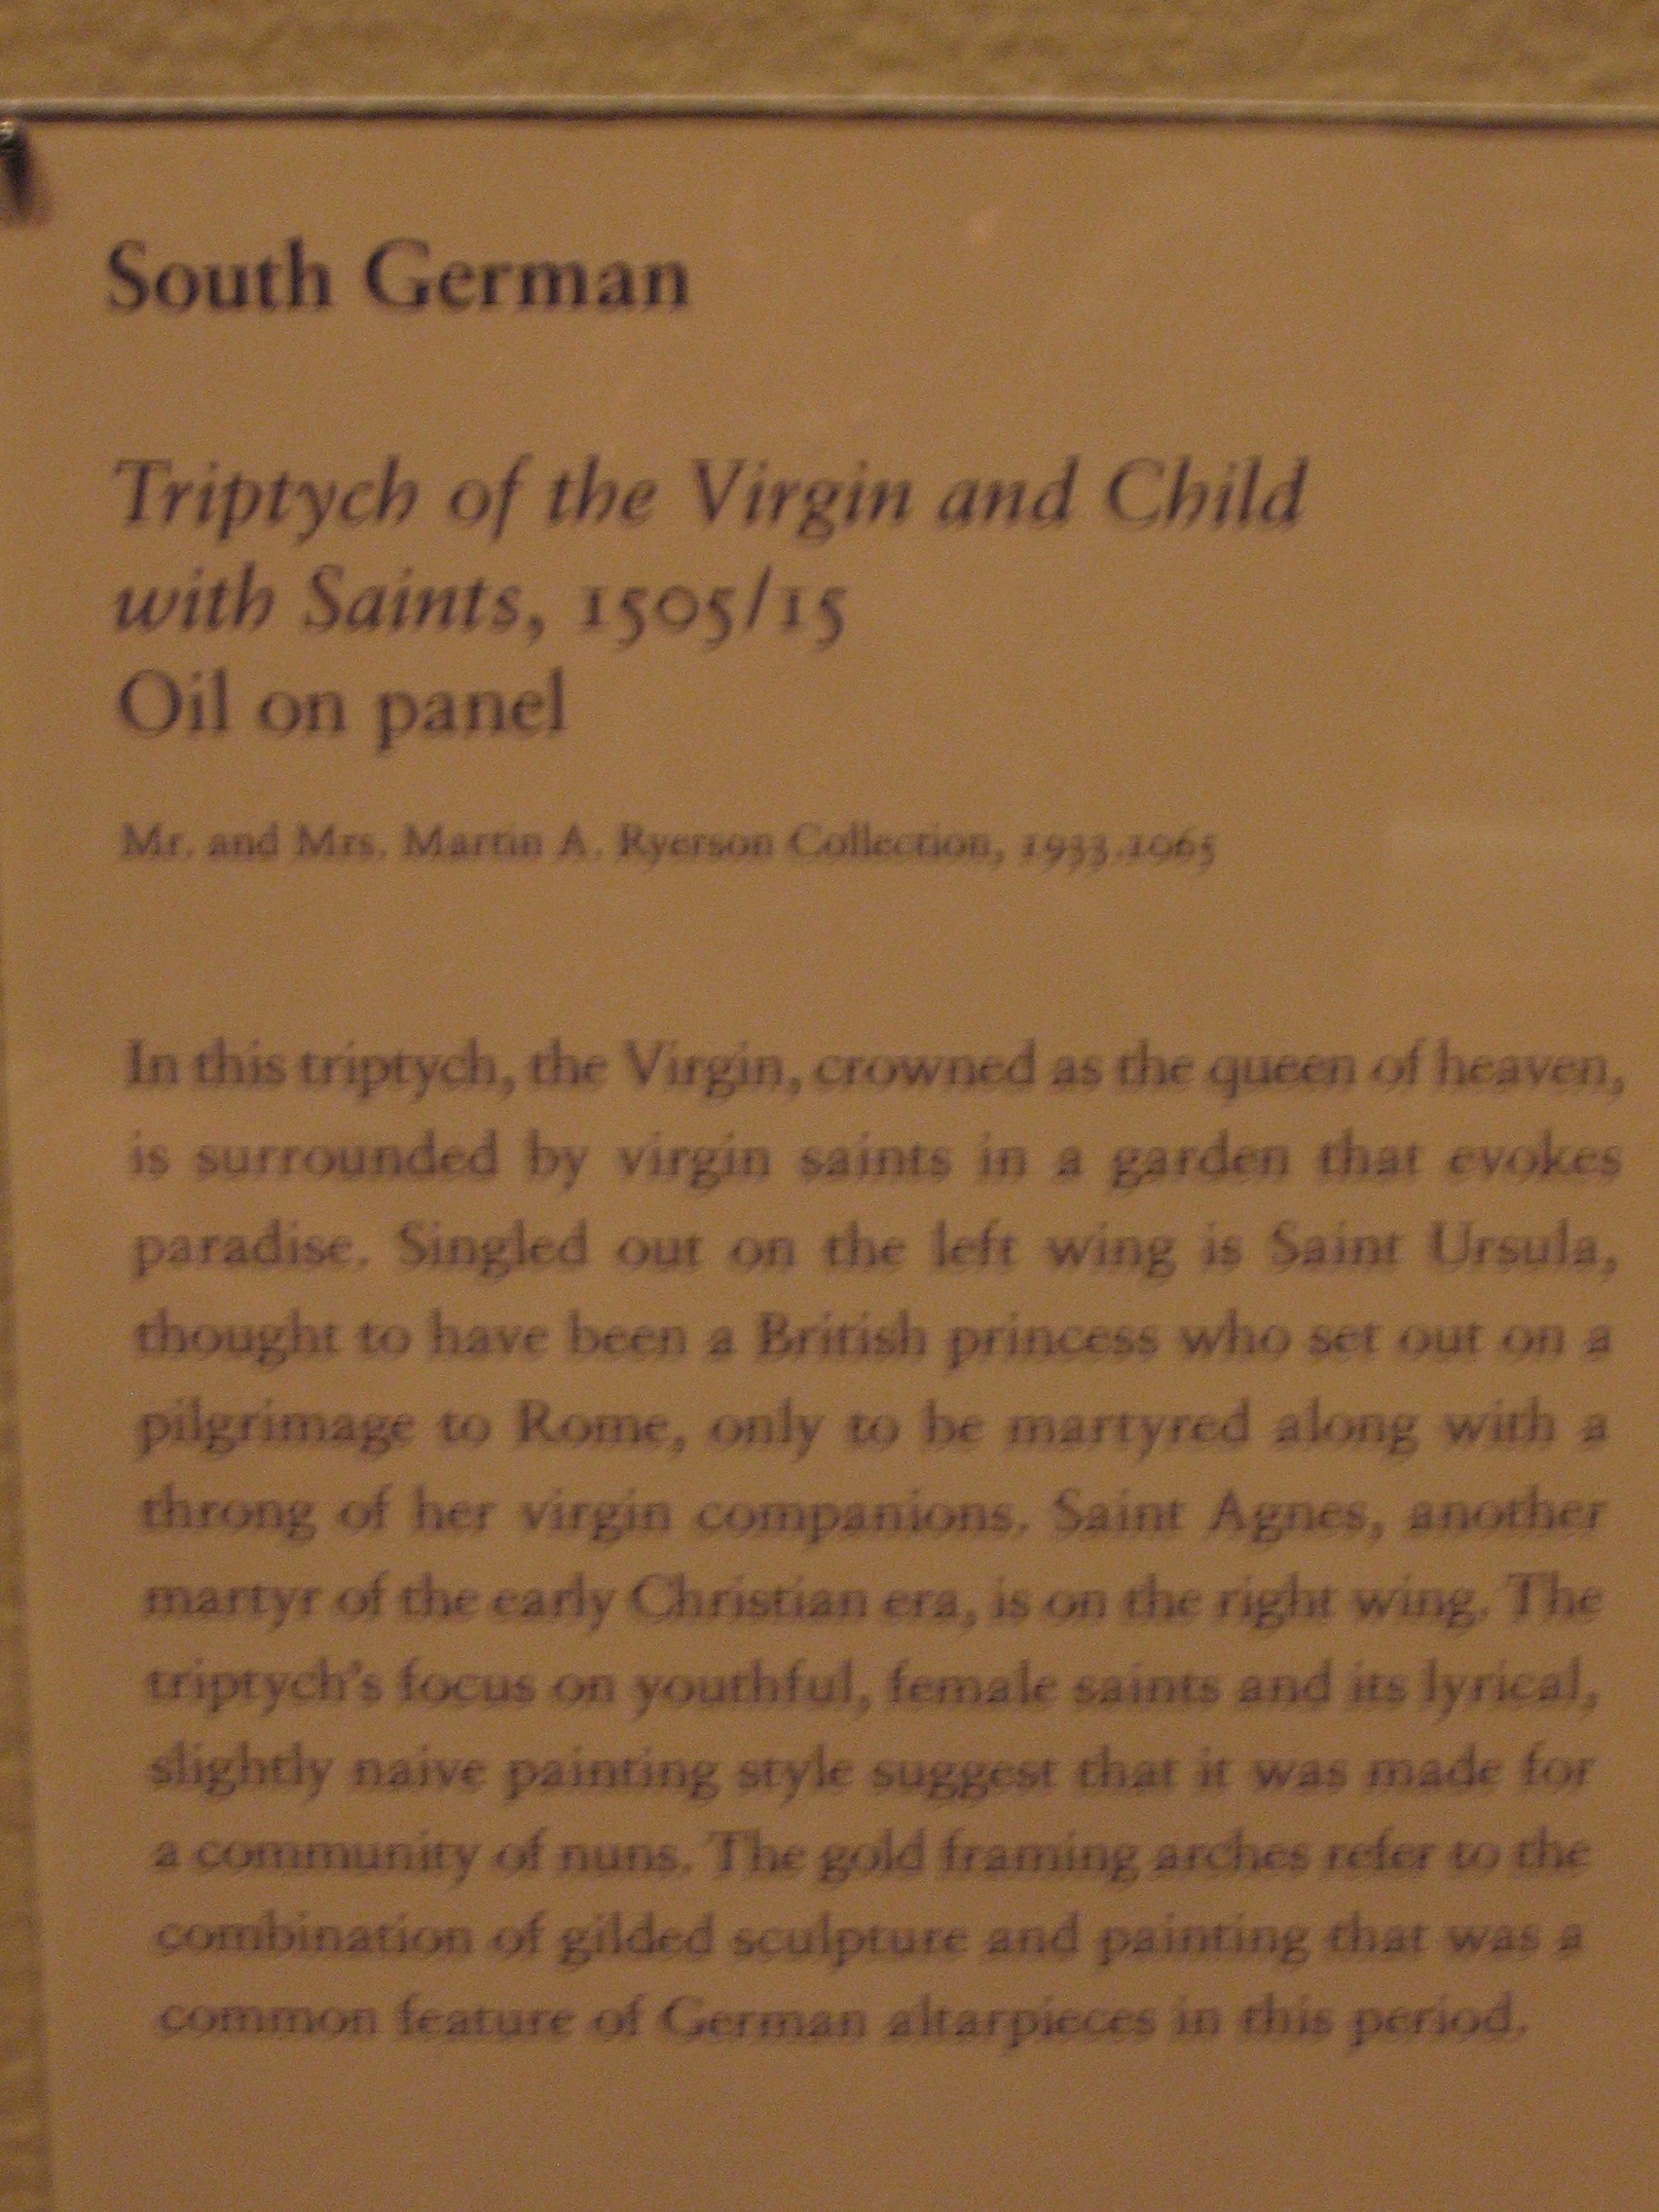 South German
Triptych of the Virgin and Child
with Saints, 1505/15
Oil on panel
Mr. and Mrs. Martin A. Ryerson Collection, 1933.1065
In this triptych, the Virgin, crowned as the queen of heaven,
is surrounded by virgin saints in a garden that evokes
paradise. Singled out on the left wing is Saint Ursula,
thought to have been a British princess who set out on a
pilgrimage to Rome, only to be martyred along with a
throng of her virgin companions. Saint Agnes, another
martyr of the early Christian era, is on the right wing. The
triptych's focus on youthful, female saints and its lyrical,
slightly naive painting style suggest that it was made for
a community of nuns. The gold framing arches refer to the
combination of gilded sculpture and painting that was a
common feature of German altarpieces in this period.